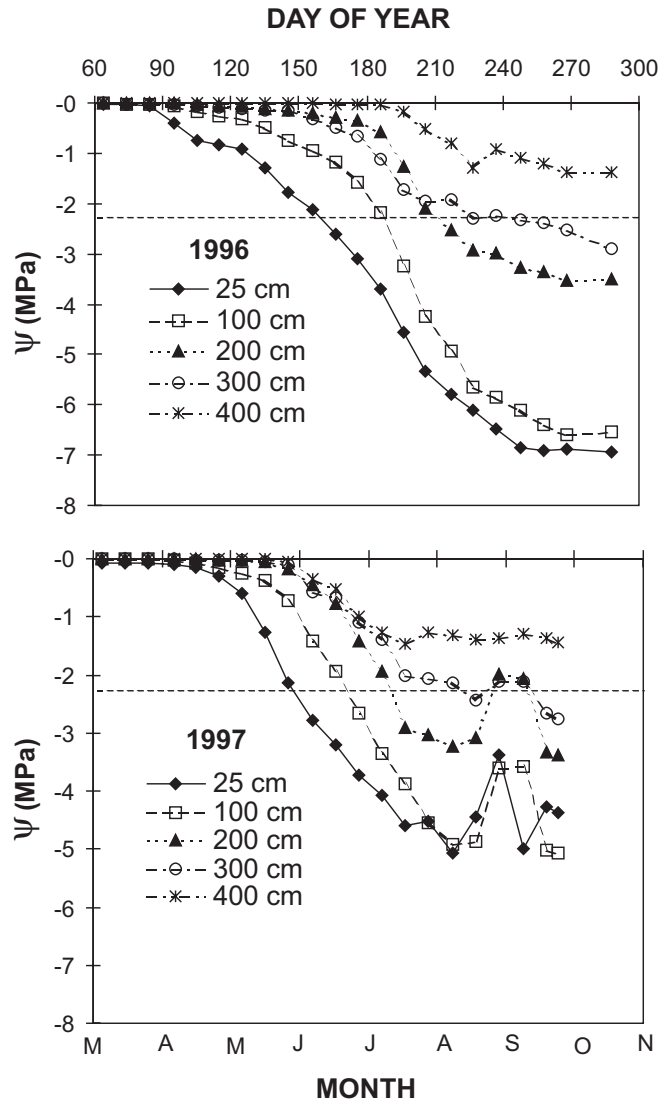 DAY OF YEAR
60 90 120 150 180 210 240 270 300
-0
-1
-2
-3
-4
-5
-6
-7
-8
Ψ (MPa)
1996
25 cm
100 cm
200 cm
300 cm
400 cm
-0
-1
-2
-3
-4
-5
-6
-7
-8
Ψ (MPa)
1997
25 cm
100 cm
200 cm
300 cm
400 cm
M A M J J A S O N
MONTH